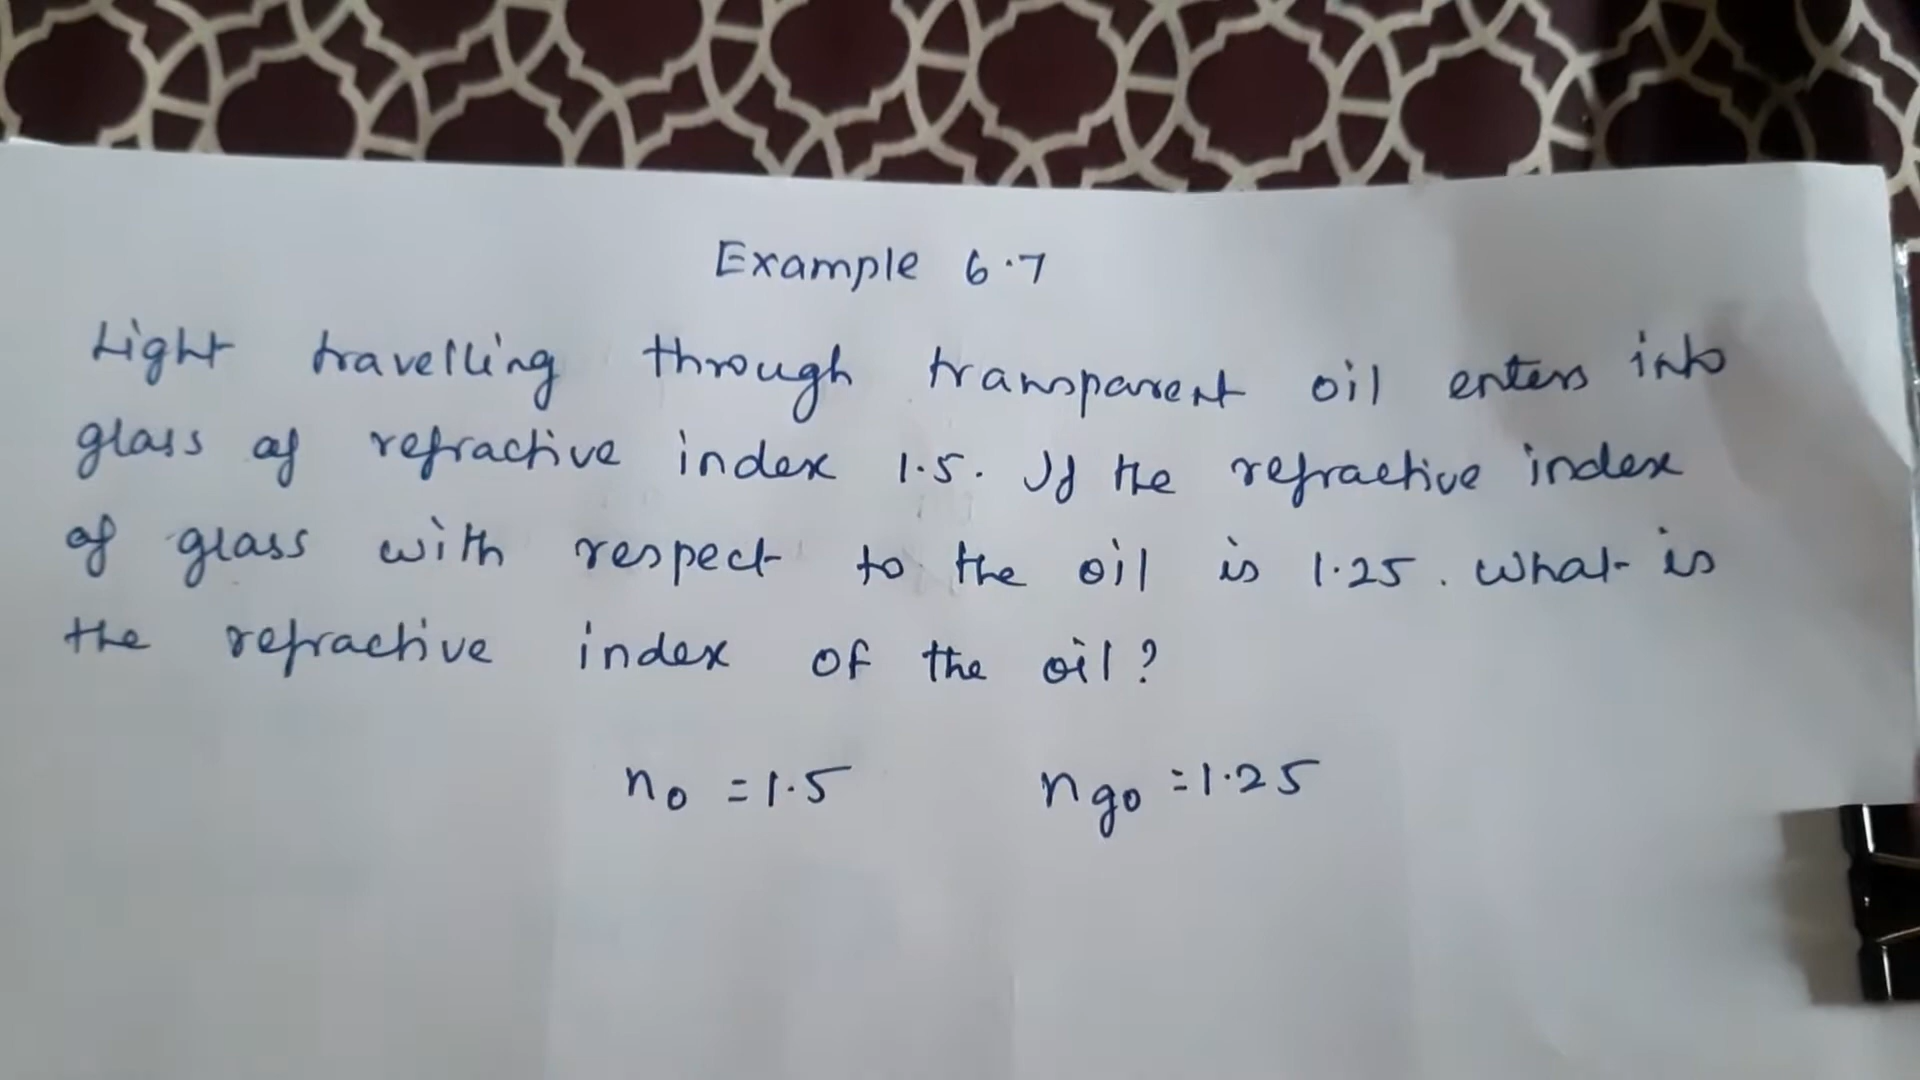 Example 6.7
Light travelling through transparent oil enters into
glass of refractive index 1.5. If the refractive index
of glass with respect to the oil is 1.25. what is
the refractive index of the oil?
no = 1.5 ngo = 1.25